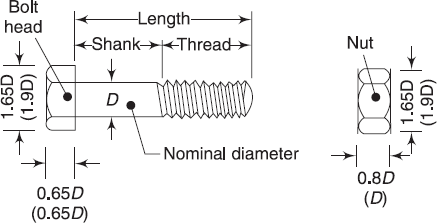 Bolt
head
Length
Shank
Thread
Nut
1.65D
(1.9D)
D
1.65D
(1.9D)
Nominal diameter
0.65D
(0.65D)
0.8D
(D)